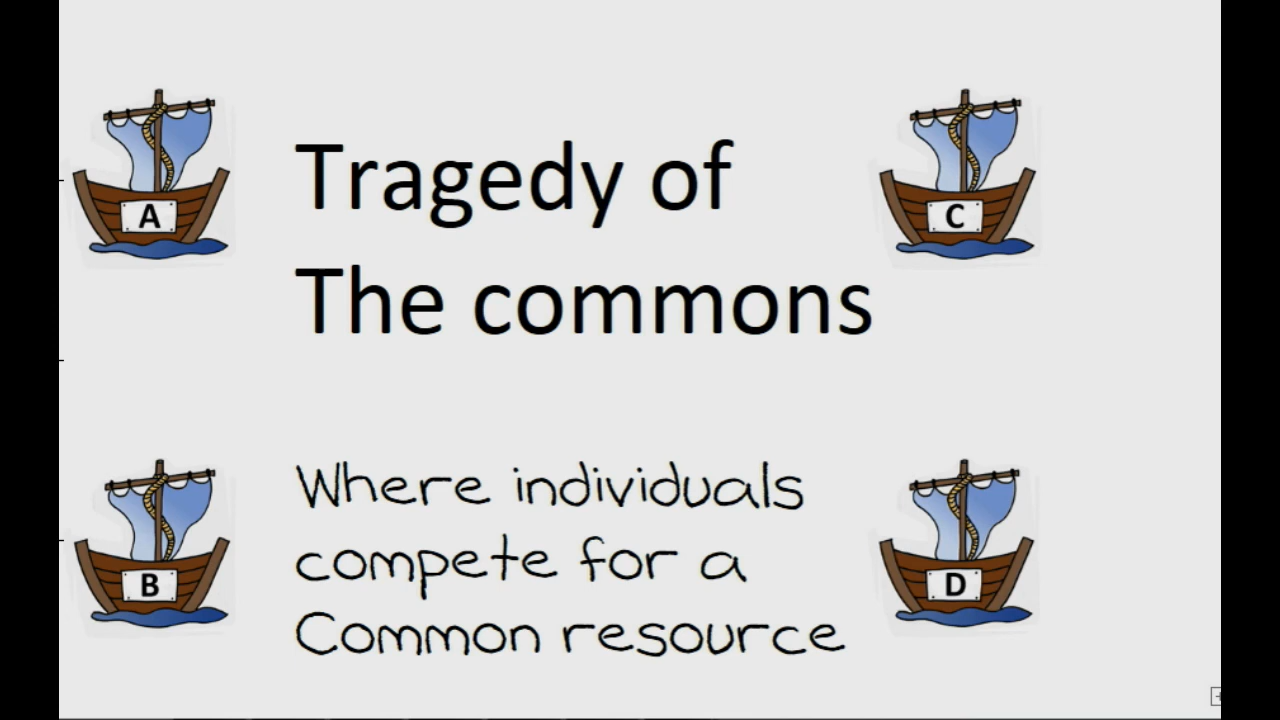 A
C
Tragedy of
The commons
Where individuals
compete for a
Common resource
B
D